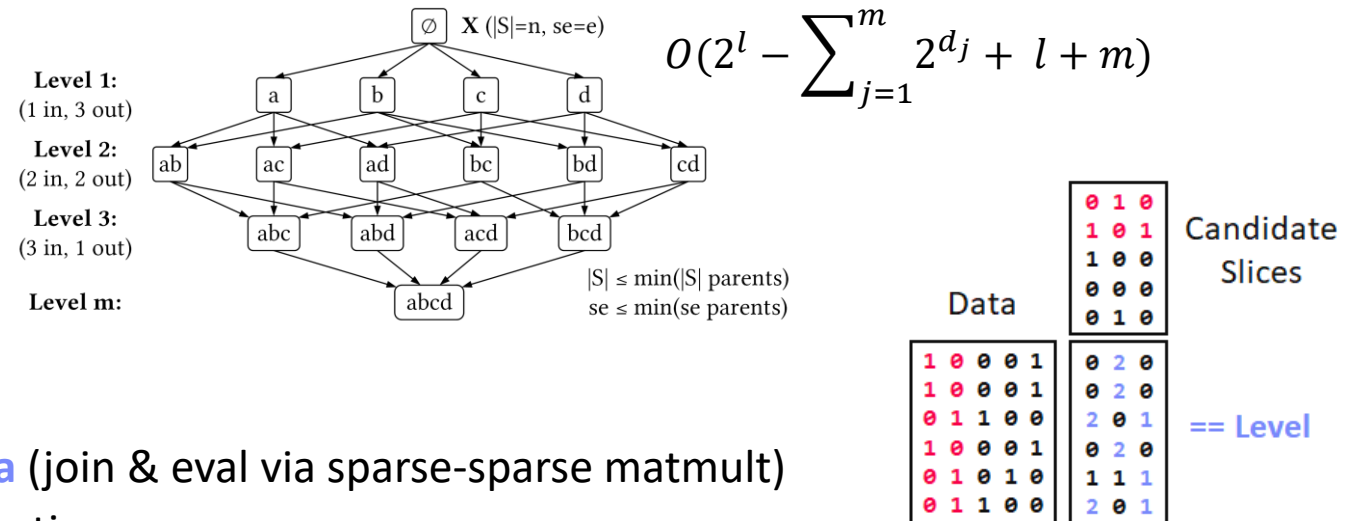 ∅ X (|S|=n, se=e)
O(2^l − ∑_{j=1}^{m} 2^{d_j} + l + m)
Level 1:
(1 in, 3 out)
a b c d
Level 2:
(2 in, 2 out)
ab ac ad bc bd cd
Level 3:
(3 in, 1 out)
abc abd acd bcd
Level m:
abcd
|S| ≤ min(|S| parents)
se ≤ min(se parents)
0 1 0
1 0 1
1 0 0
0 0 0
0 1 0
Candidate
Slices
Data
1 0 0 0 1
1 0 0 0 1
0 1 1 0 0
1 0 0 0 1
0 1 0 1 0
0 1 1 0 0
0 2 0
0 2 0
2 0 1
0 2 0
1 1 1
2 0 1
== Level
a (join & eval via sparse-sparse matmult)